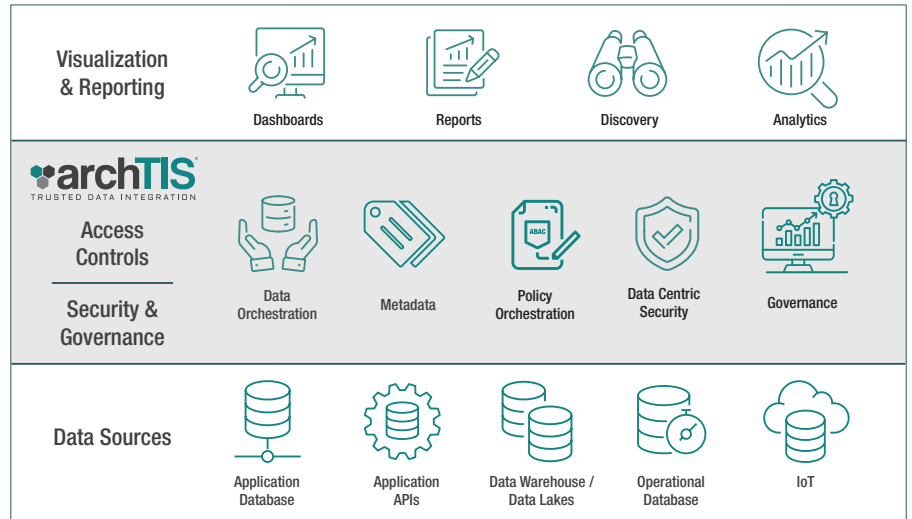 Visualization
& Reporting
Dashboards
Reports
Discovery
Analytics
archTIS
TRUSTED DATA INTEGRATION
Access
Controls
Security &
Governance
Data
Orchestration
Metadata
ABAC
Policy
Orchestration
Data Centric
Security
Governance
Data Sources
Application
Database
Application
APIs
Data Warehouse /
Data Lakes
Operational
Database
IoT